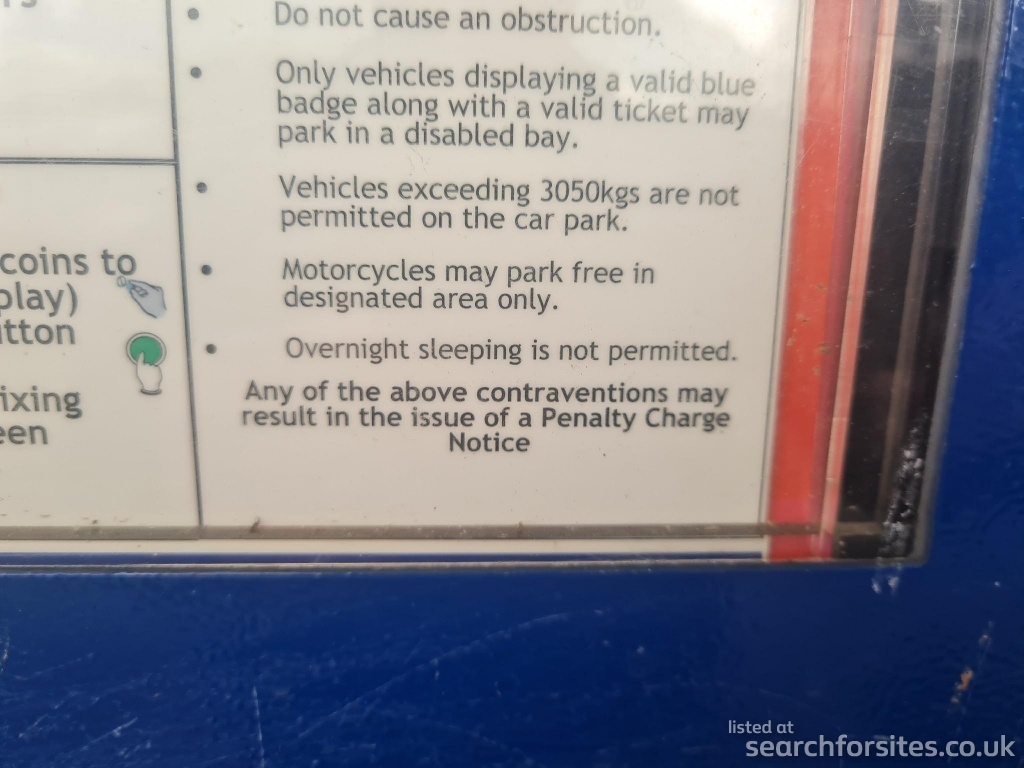 • Do not cause an obstruction.
• Only vehicles displaying a valid blue
badge along with a valid ticket may
park in a disabled bay.
• Vehicles exceeding 3050kgs are not
permitted on the car park.
• Motorcycles may park free in
designated area only.
• Overnight sleeping is not permitted.
Any of the above contraventions may
result in the issue of a Penalty Charge
Notice
coins to
play)
tton
ixing
een
listed at
searchforsites.co.uk